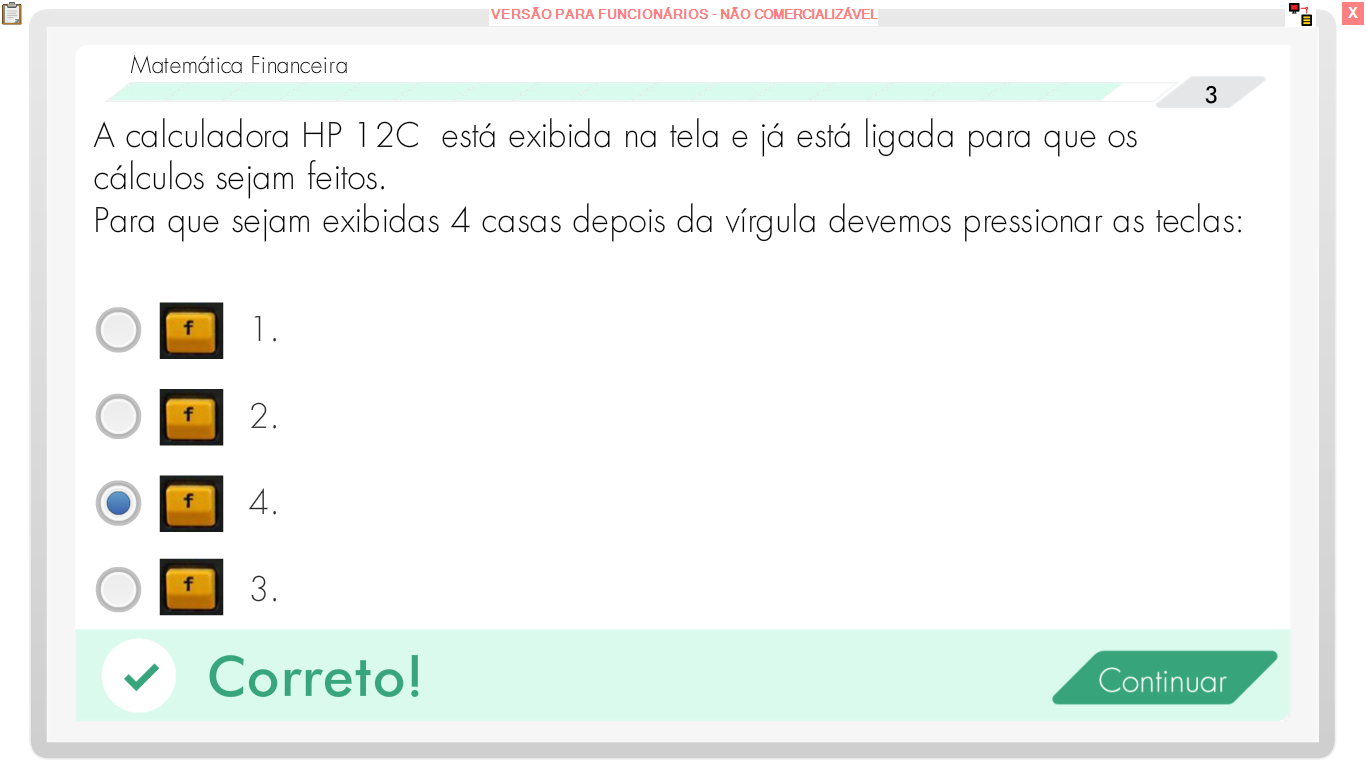 VERSÃO PARA FUNCIONÁRIOS - NÃO COMERCIALIZÁVEL
X
Matemática Financeira
3
A calculadora HP 12C está exibida na tela e já está ligada para que os
cálculos sejam feitos.
Para que sejam exibidas 4 casas depois da vírgula devemos pressionar as teclas:
f 1.
f 2.
f 4.
f 3.
Correto!
Continuar